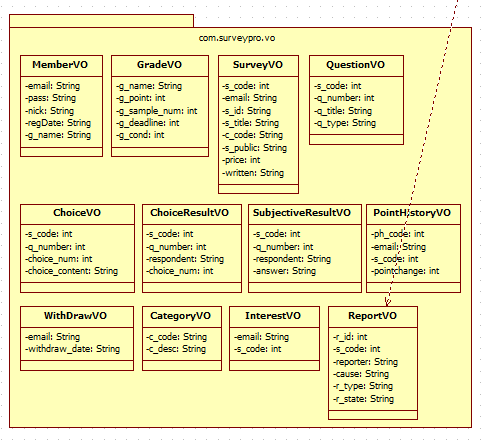 com.surveypro.vo
MemberVO
-email: String
-pass: String
-nick: String
-regDate: String
-g_name: String
GradeVO
-g_name: String
-g_point: int
-g_sample_num: int
-g_deadline: int
-g_cond: int
SurveyVO
-s_code: int
-email: String
-s_id: String
-s_title: String
-c_code: String
-s_public: String
-price: int
-written: String
QuestionVO
-s_code: int
-q_number: int
-q_title: String
-q_type: String
ChoiceVO
-s_code: int
-q_number: int
-choice_num: int
-choice_content: String
ChoiceResultVO
-s_code: int
-q_number: int
-respondent: String
-choice_num: int
SubjectiveResultVO
-s_code: int
-q_number: int
-respondent: String
-answer: String
PointHistoryVO
-ph_code: int
-email: String
-s_code: int
-pointchange: int
WithDrawVO
-email: String
-withdraw_date: String
CategoryVO
-c_code: String
-c_desc: String
InterestVO
-email: String
-s_code: int
ReportVO
-r_id: int
-s_code: int
-reporter: String
-cause: String
-r_type: String
-r_state: String